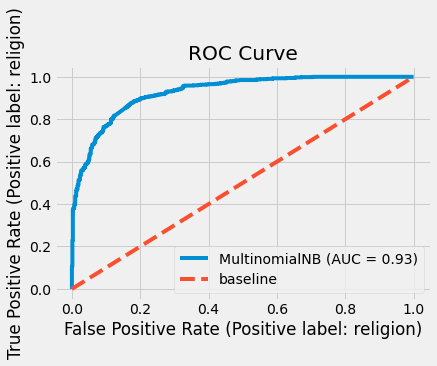 ROC Curve
True Positive Rate (Positive label: religion)
1.0
0.8
0.6
0.4
0.2
0.0
MultinomialNB (AUC = 0.93)
baseline
0.0 0.2 0.4 0.6 0.8 1.0
False Positive Rate (Positive label: religion)